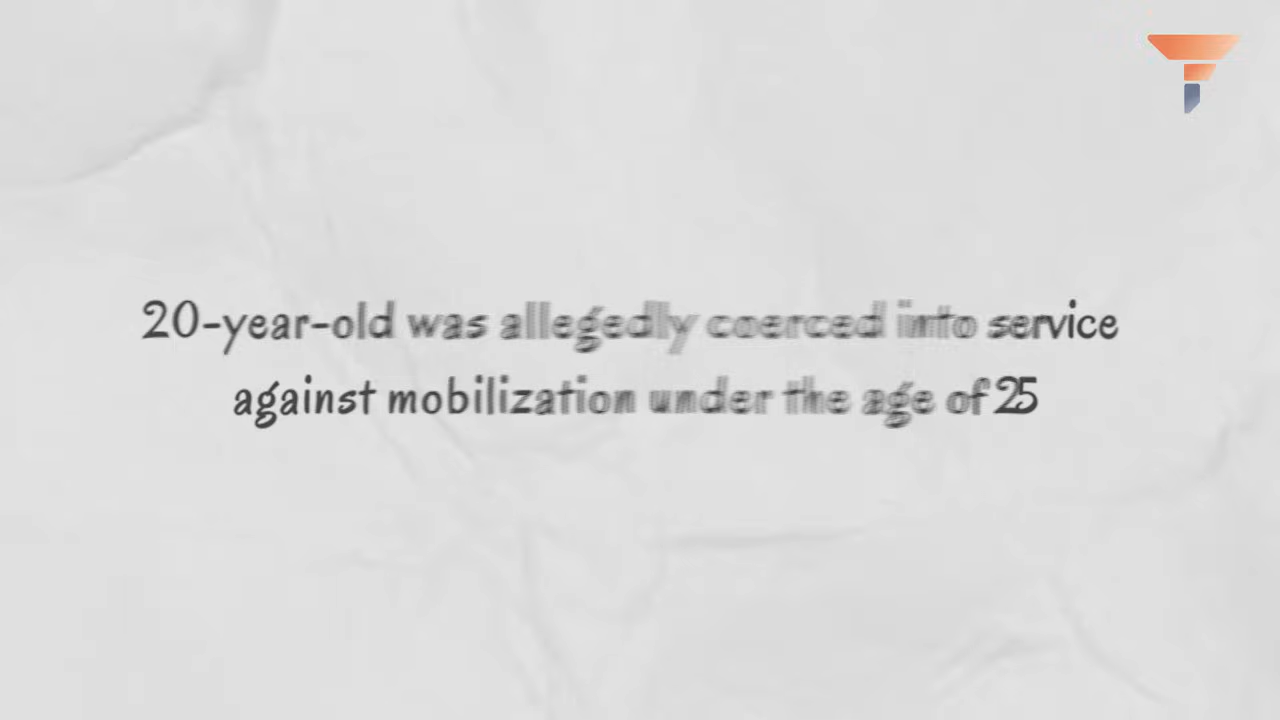 20-year-old was allegedly coerced into service
against mobilization under the age of 25